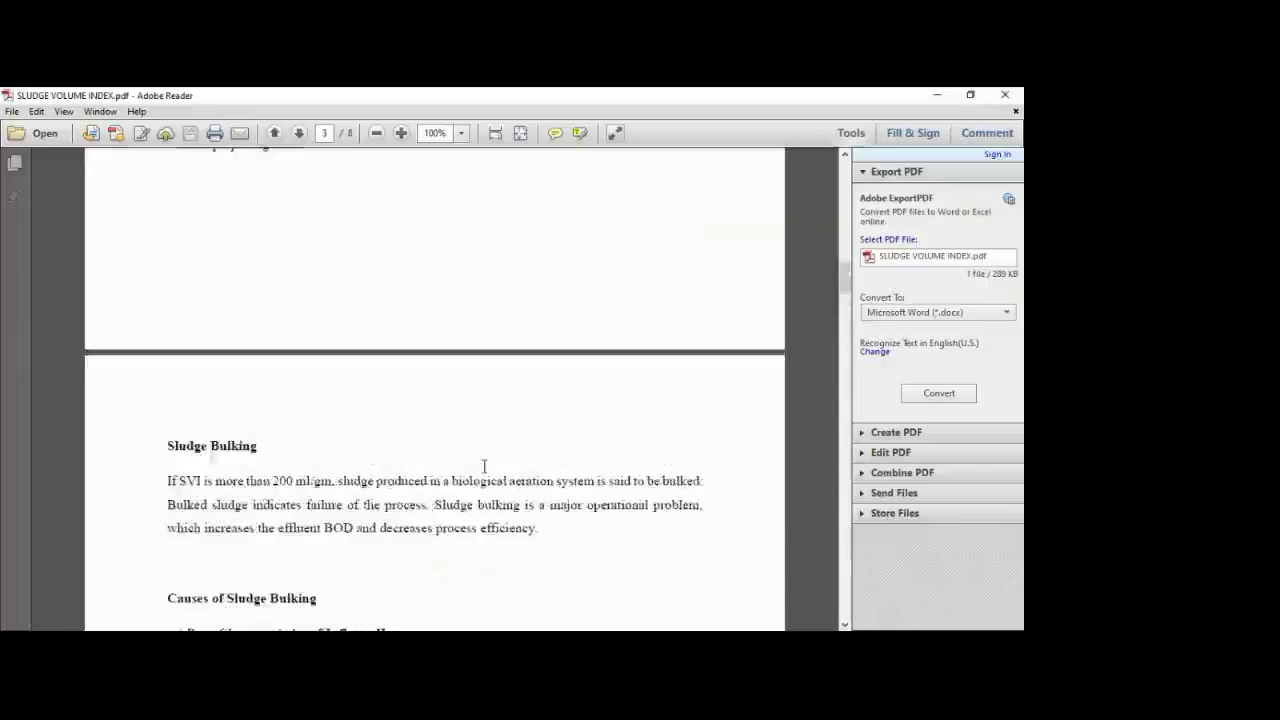 SLUDGE VOLUME INDEX.pdf - Adobe Reader
File Edit View Window Help
Open 3 / 8 100% Tools Fill & Sign Comment
Sign In
Export PDF
Adobe ExportPDF
Convert PDF files to Word or Excel
online.
Select PDF File:
SLUDGE VOLUME INDEX.pdf
1 file / 289 KB
Convert To:
Microsoft Word (*.docx)
Recognize Text in English(U.S.)
Change
Convert
Create PDF
Edit PDF
Combine PDF
Send Files
Store Files
Sludge Bulking
If SVI is more than 200 ml/gm, sludge produced in a biological aeration system is said to be bulked.
Bulked sludge indicates failure of the process. Sludge bulking is a major operational problem,
which increases the effluent BOD and decreases process efficiency.
Causes of Sludge Bulking